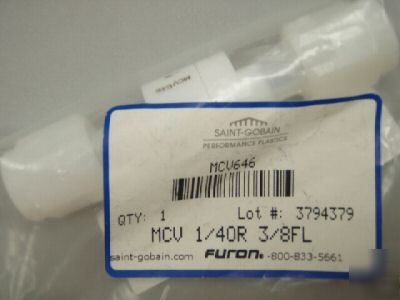 MCV646
SAINT-GOBAIN
PERFORMANCE PLASTICS
MCV646
QTY: 1 Lot #: 3794379
MCV 1/4OR 3/8FL
saint-gobain.com FURON® -800-833-5661